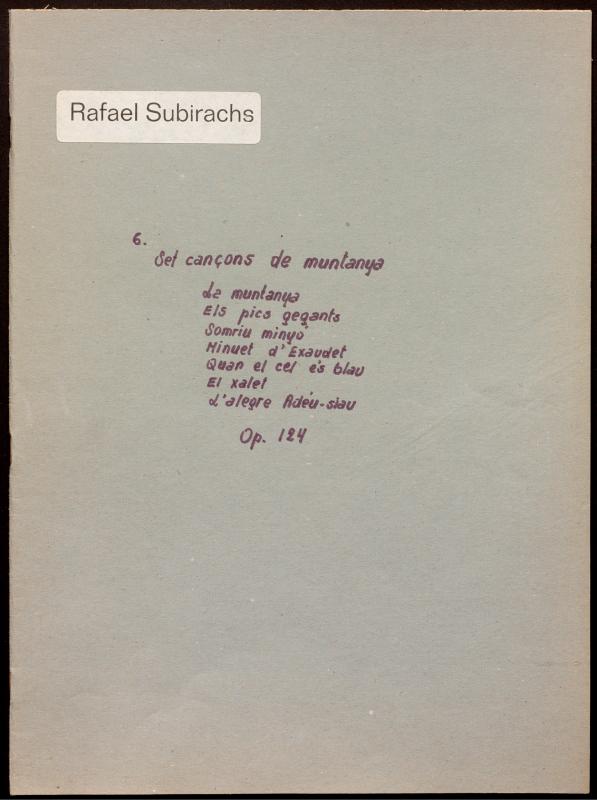 Rafael Subirachs
6.
Set cançons de muntanya
La muntanya
Els pics gegants
Somriu minyó
Minuet d'Exaudet
Quan el cel és blau
El xalet
L'alegre Adéu-siau
Op. 124